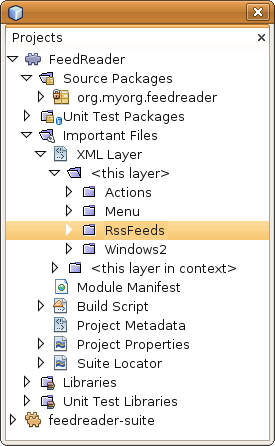 Projects
FeedReader
Source Packages
org.myorg.feedreader
Unit Test Packages
Important Files
XML Layer
<this layer>
Actions
Menu
RssFeeds
Windows2
<this layer in context>
Module Manifest
Build Script
Project Metadata
Project Properties
Suite Locator
Libraries
Unit Test Libraries
feedreader-suite